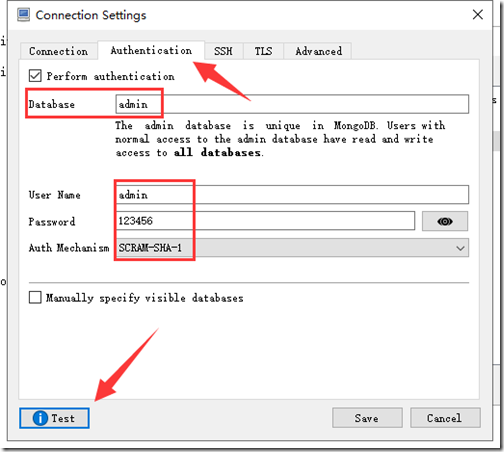 Connection Settings
Connection Authentication SSH TLS Advanced
Perform authentication
Database admin
The admin database is unique in MongoDB. Users with
normal access to the admin database have read and write
access to all databases.
User Name admin
Password 123456
Auth Mechanism SCRAM-SHA-1
Manually specify visible databases
Test Save Cancel